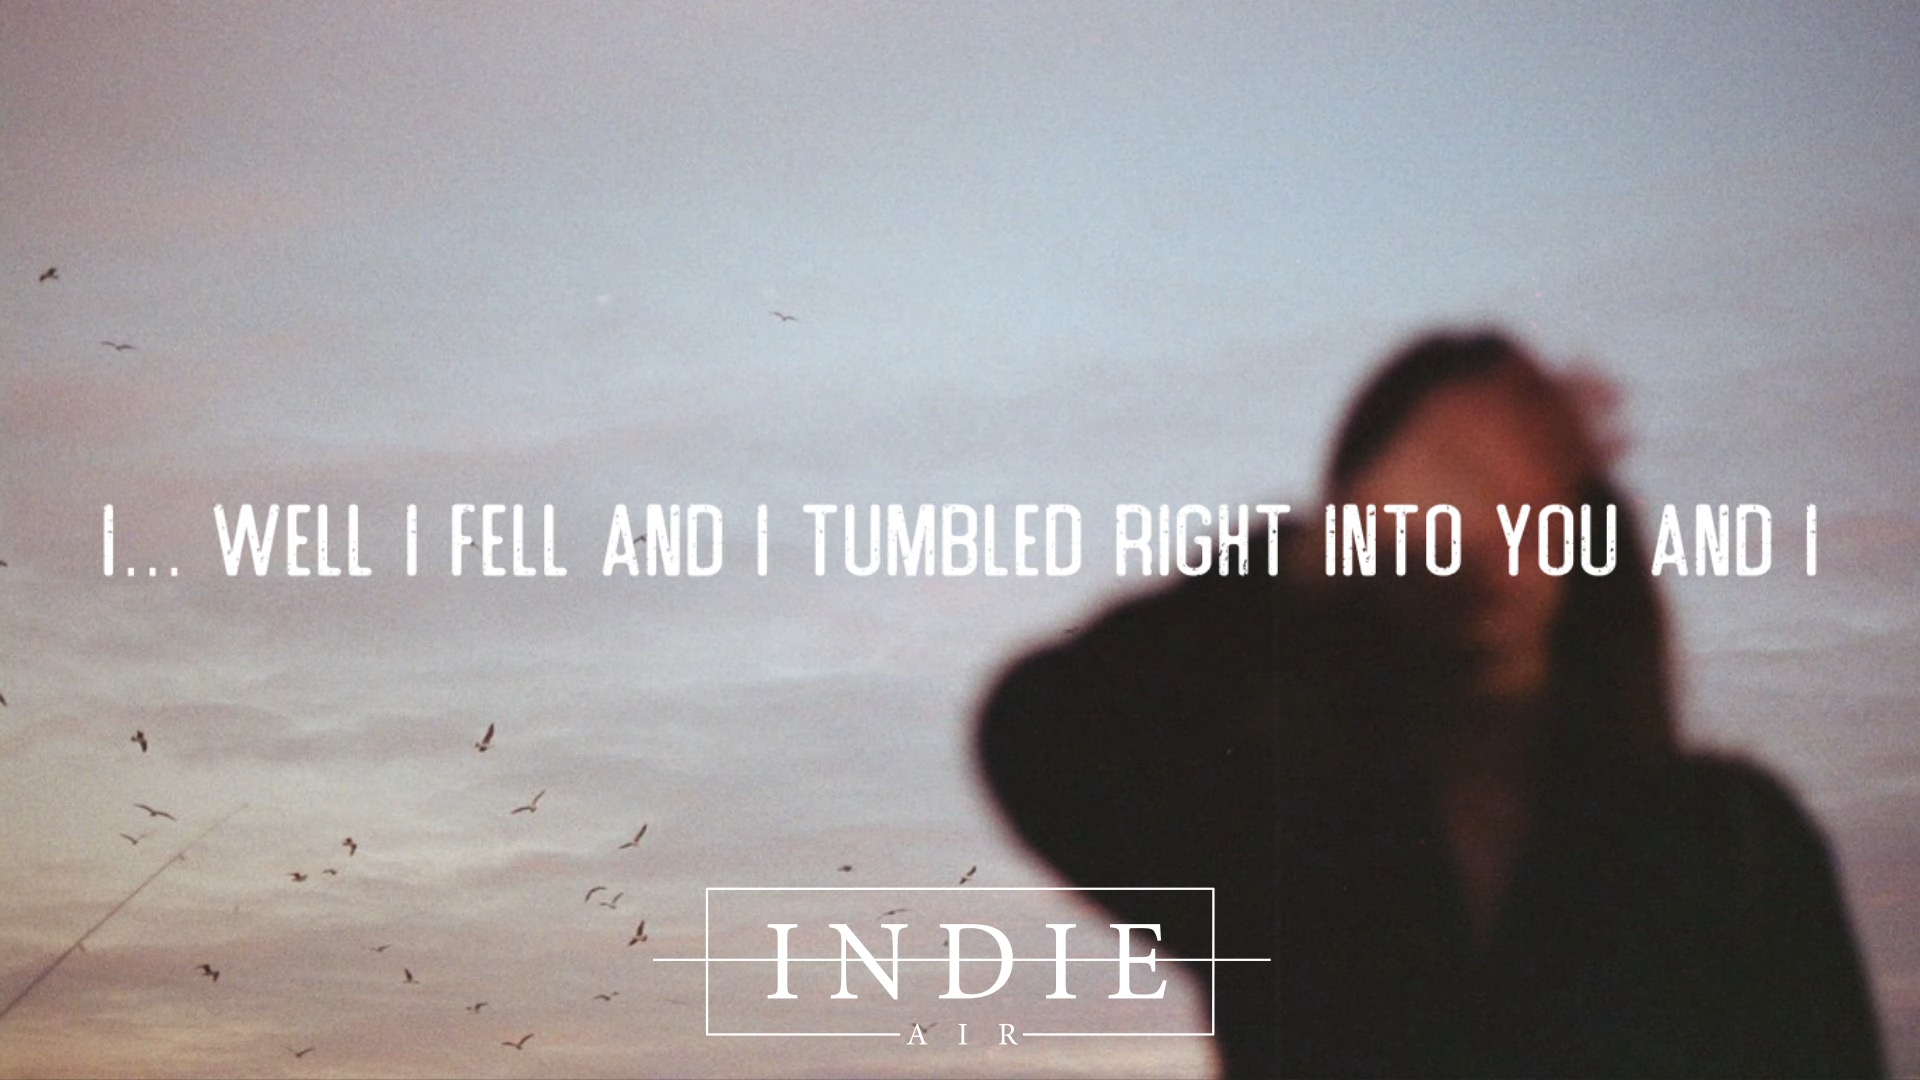 I... WELL I FELL AND I TUMBLED RIGHT INTO YOU AND I
INDIE
AIR